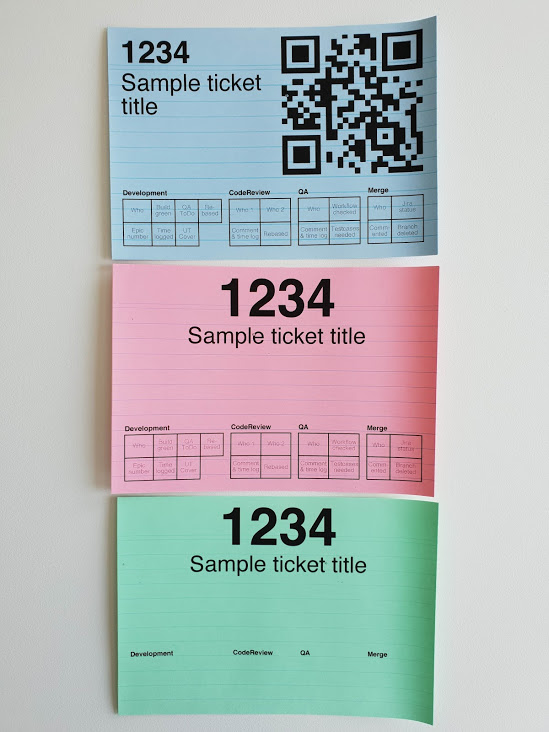 1234
Sample ticket
title
Development CodeReview QA Merge
Who Build green QA ToDo Re-based Who 1 Who 2 Who Workflow checked Who Jira status
Epic number Time logged UT Cover Comment & time log Rebased Comment & time log Testcases needed Comm-ented Branch deleted
1234
Sample ticket title
Development CodeReview QA Merge
Who Build green QA ToDo Re-based Who 1 Who 2 Who Workflow checked Who Jira status
Epic number Time logged UT Cover Comment & time log Rebased Comment & time log Testcases needed Comm-ented Branch deleted
1234
Sample ticket title
Development CodeReview QA Merge